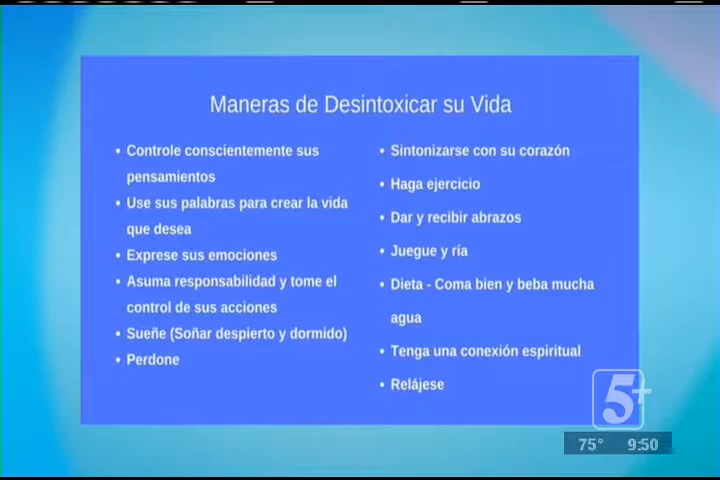 Maneras de Desintoxicar su Vida
• Controle conscientemente sus
pensamientos
• Use sus palabras para crear la vida
que desea
• Exprese sus emociones
• Asuma responsabilidad y tome el
control de sus acciones
• Sueñe (Soñar despierto y dormido)
• Perdone
• Sintonizarse con su corazón
• Haga ejercicio
• Dar y recibir abrazos
• Juegue y ría
• Dieta - Coma bien y beba mucha
agua
• Tenga una conexión espiritual
• Relájese
5+
75° 9:50